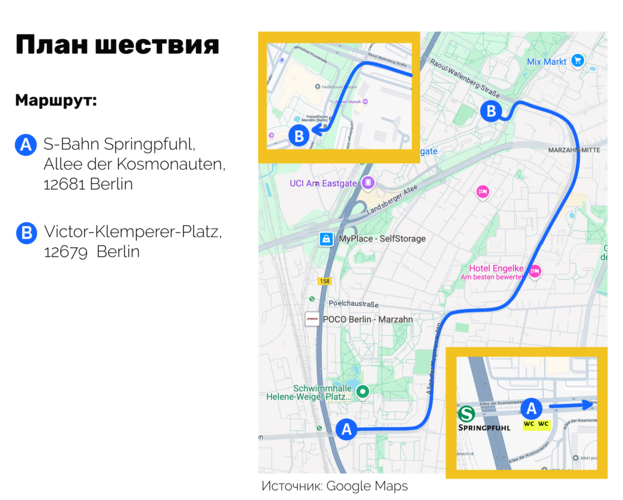 План шествия
Маршрут:
A
S-Bahn Springpfuhl,
Allee der Kosmonauten,
12681 Berlin
B
Victor-Klemperer-Platz,
12679 Berlin
Mix Markt
Raoul-Wallenberg-Straße
B
B
MARZAHN-MITTE
UCI Am Eastgate
Landsberger Allee
MyPlace - SelfStorage
Hotel Engelke
Am besten bewertet
158
Poelchaustraße
POCO Berlin - Marzahn
Schwimmhalle
Helene-Weigel Platz...
A
S
SPRINGPFUHL
A
WC WC
Источник: Google Maps